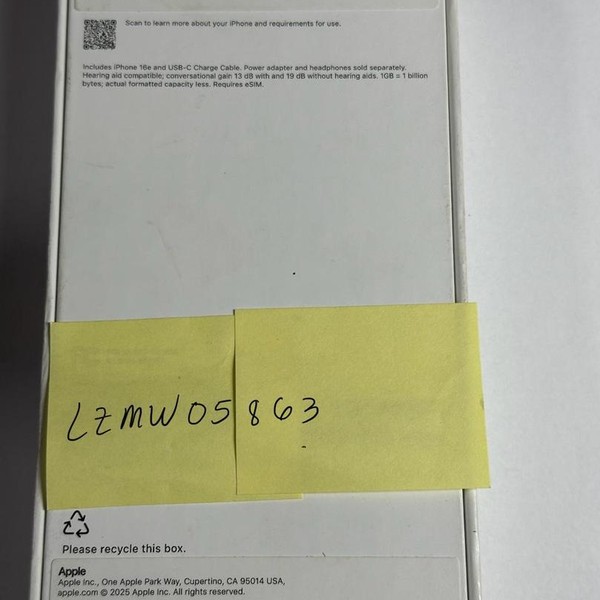 Scan to learn more about your iPhone and requirements for use.
Includes iPhone 16e and USB-C Charge Cable. Power adapter and headphones sold separately.
Hearing aid compatible; conversational gain 13 dB with and 19 dB without hearing aids. 1GB = 1 billion
bytes; actual formatted capacity less. Requires eSIM.
LZMW05863
Please recycle this box.
Apple
Apple Inc., One Apple Park Way, Cupertino, CA 95014 USA,
apple.com © 2025 Apple Inc. All rights reserved.